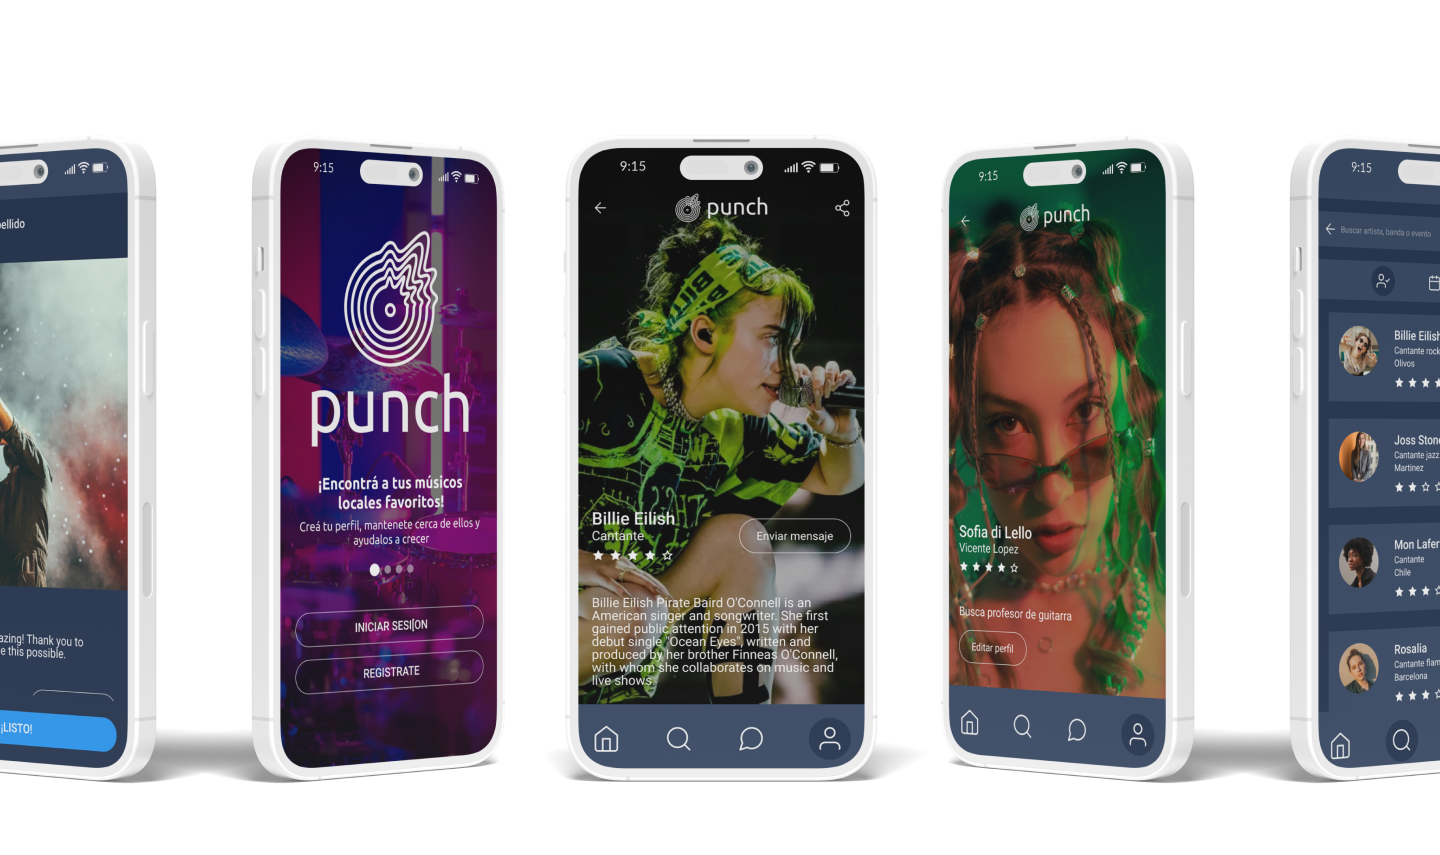 pellido
azing! Thank you to
e this possible.
¡LISTO!
9:15
punch
¡Encontrá a tus músicos
locales favoritos!
Creá tu perfil, mantenete cerca de ellos y
ayudalos a crecer
INICIAR SESI|ON
REGISTRATE
9:15
punch
Billie Eilish
Cantante
Enviar mensaje
Billie Eilish Pirate Baird O'Connell is an
American singer and songwriter. She first
gained public attention in 2015 with her
debut single "Ocean Eyes", written and
produced by her brother Finneas O'Connell,
with whom she collaborates on music and
live shows.
9:15
punch
Sofia di Lello
Vicente Lopez
Busca profesor de guitarra
Editar perfil
9:15
Buscar artista, banda o evento
Billie Eilish
Cantante rock
Olivos
Joss Stone
Cantante jazz
Martinez
Mon Lafer
Cantante
Chile
Rosalia
Cantante flam
Barcelona